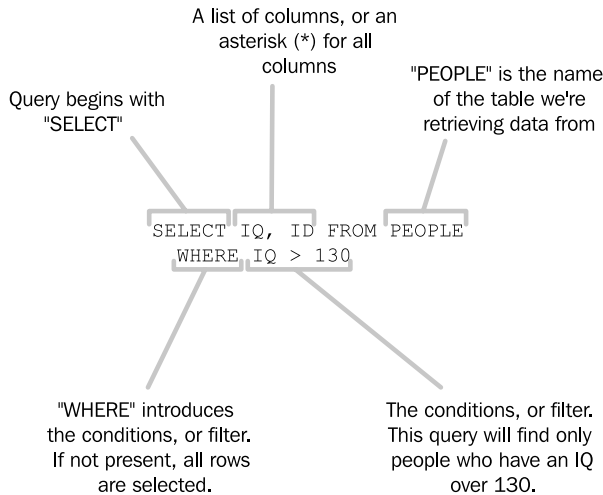 A list of columns, or an
asterisk (*) for all
columns
"PEOPLE" is the name
of the table we're
retrieving data from
Query begins with
"SELECT"
SELECT IQ, ID FROM PEOPLE
WHERE IQ > 130
"WHERE" introduces
the conditions, or filter.
If not present, all rows
are selected.
The conditions, or filter.
This query will find only
people who have an IQ
over 130.